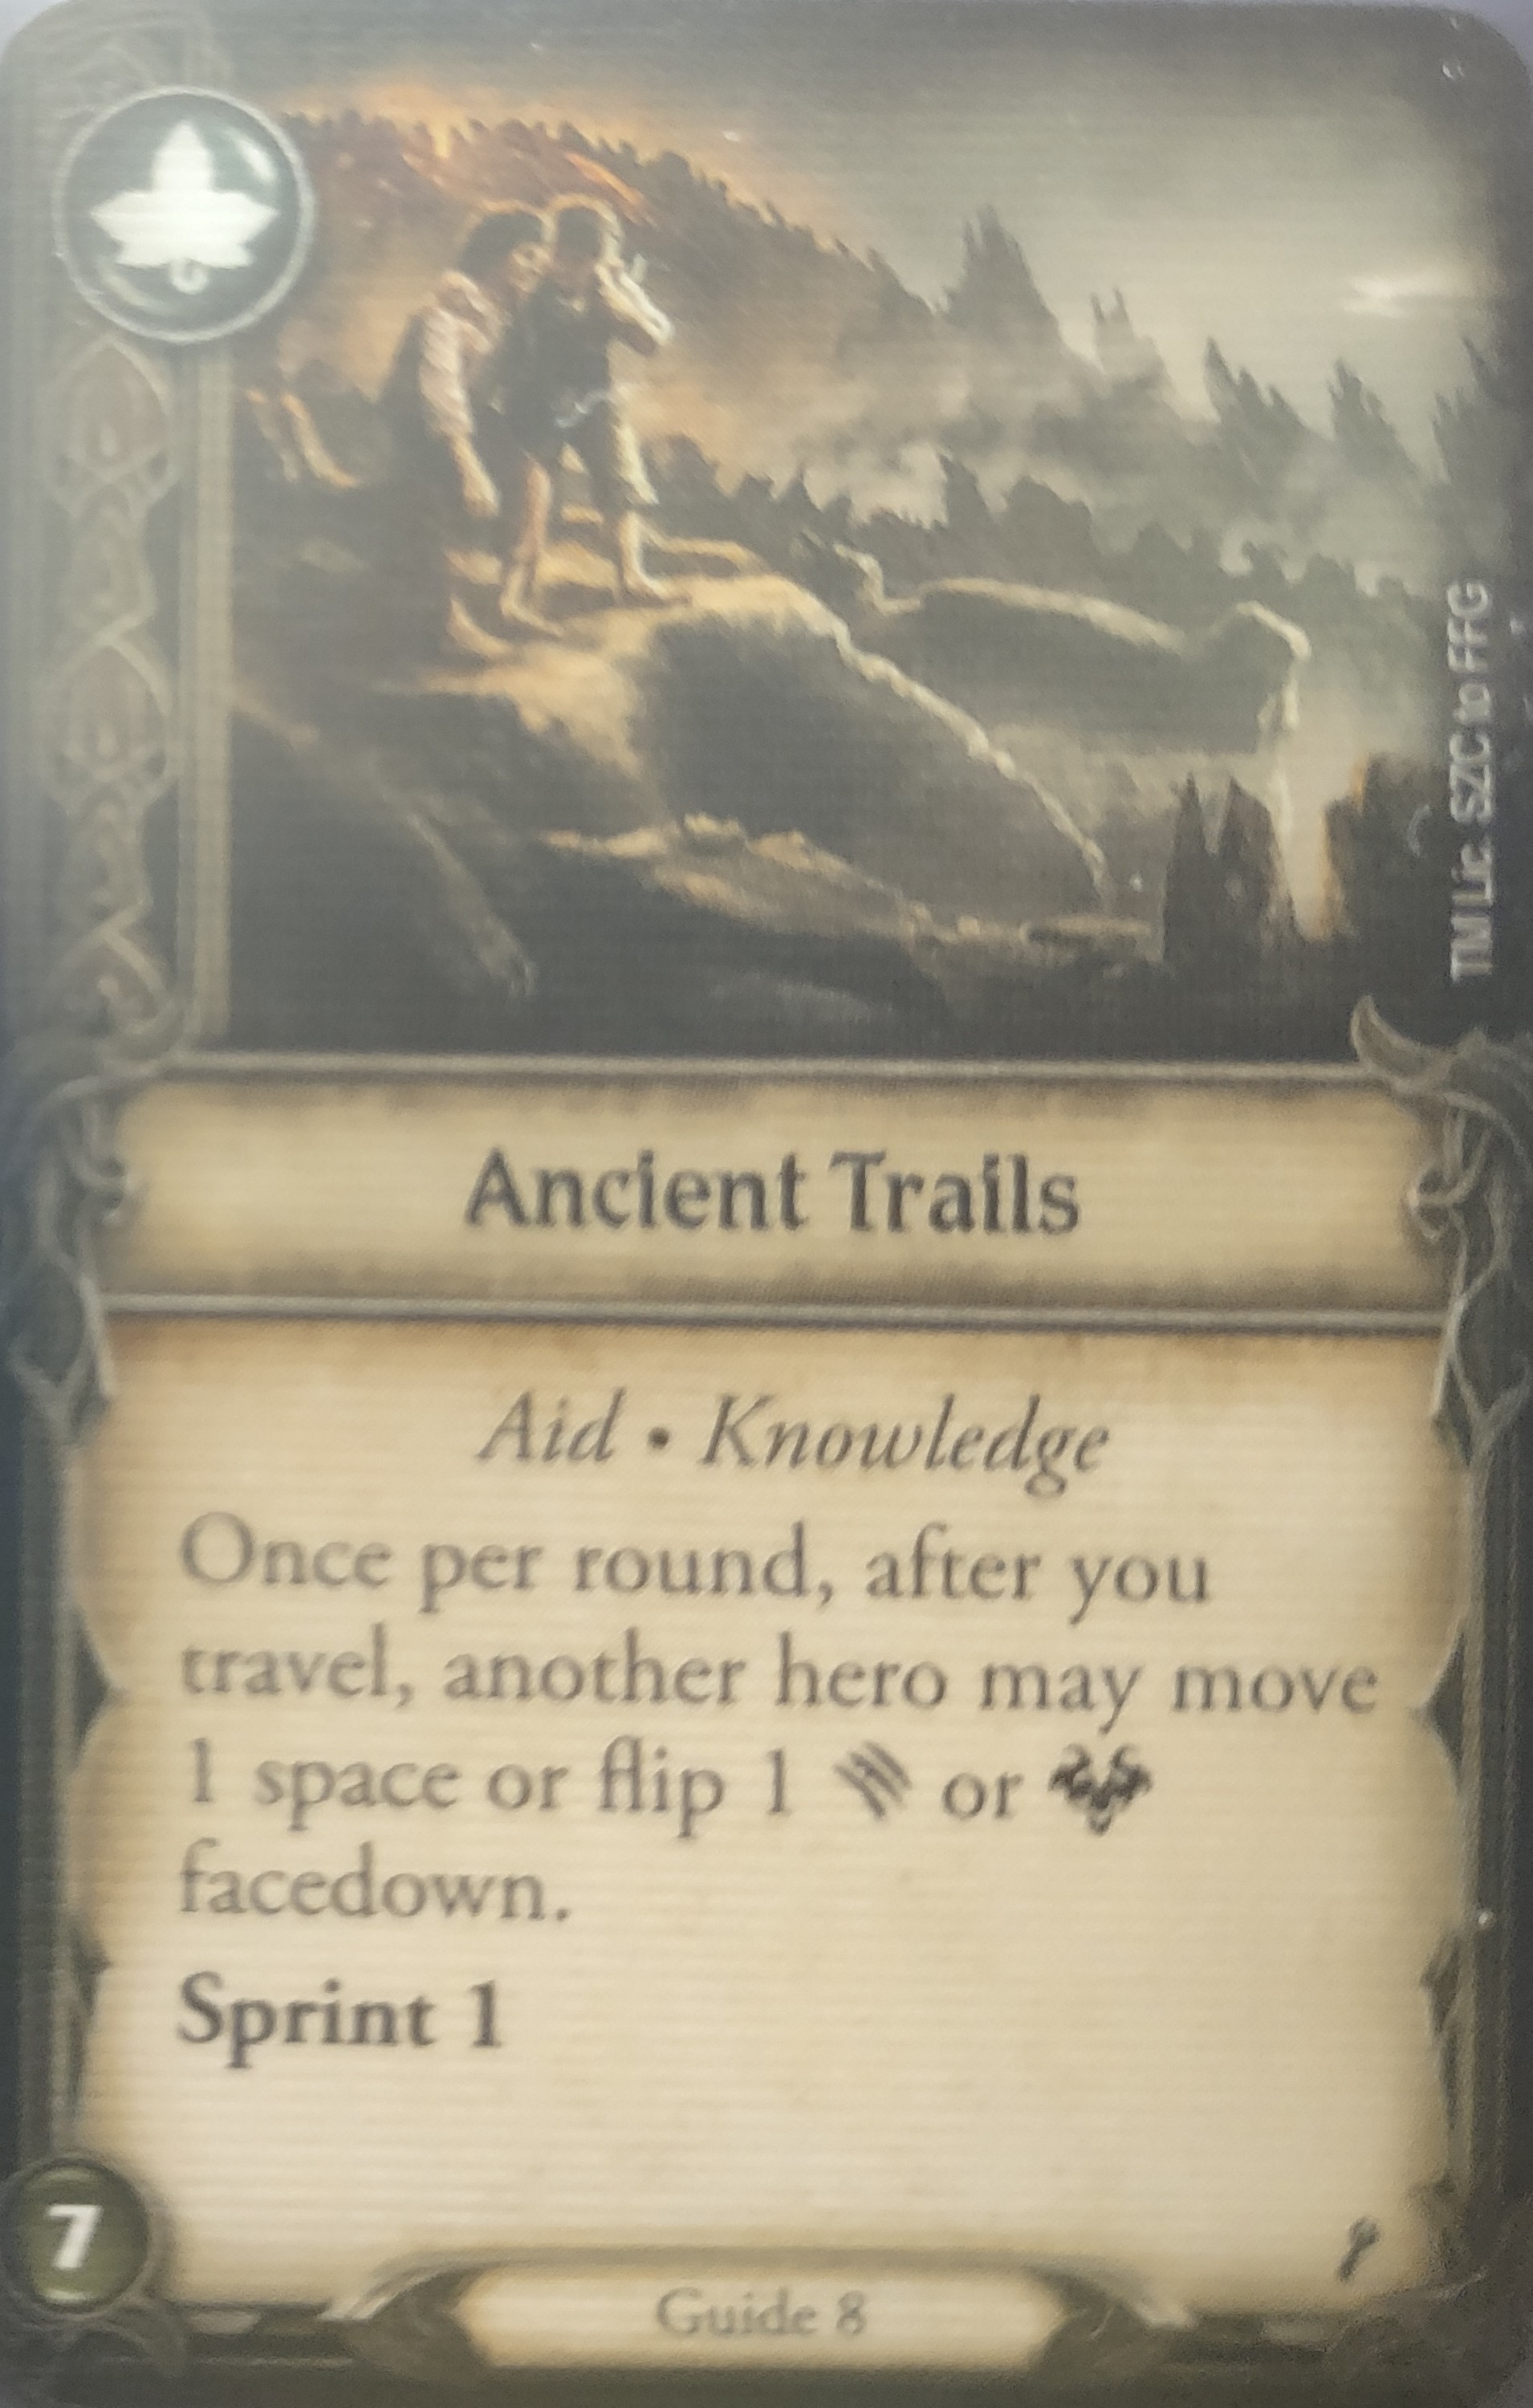 TM Lic. SZC to FFG
Ancient Trails
Aid • Knowledge
Once per round, after you
travel, another hero may move
1 space or flip 1 or
facedown.
Sprint 1
7
Guide 8